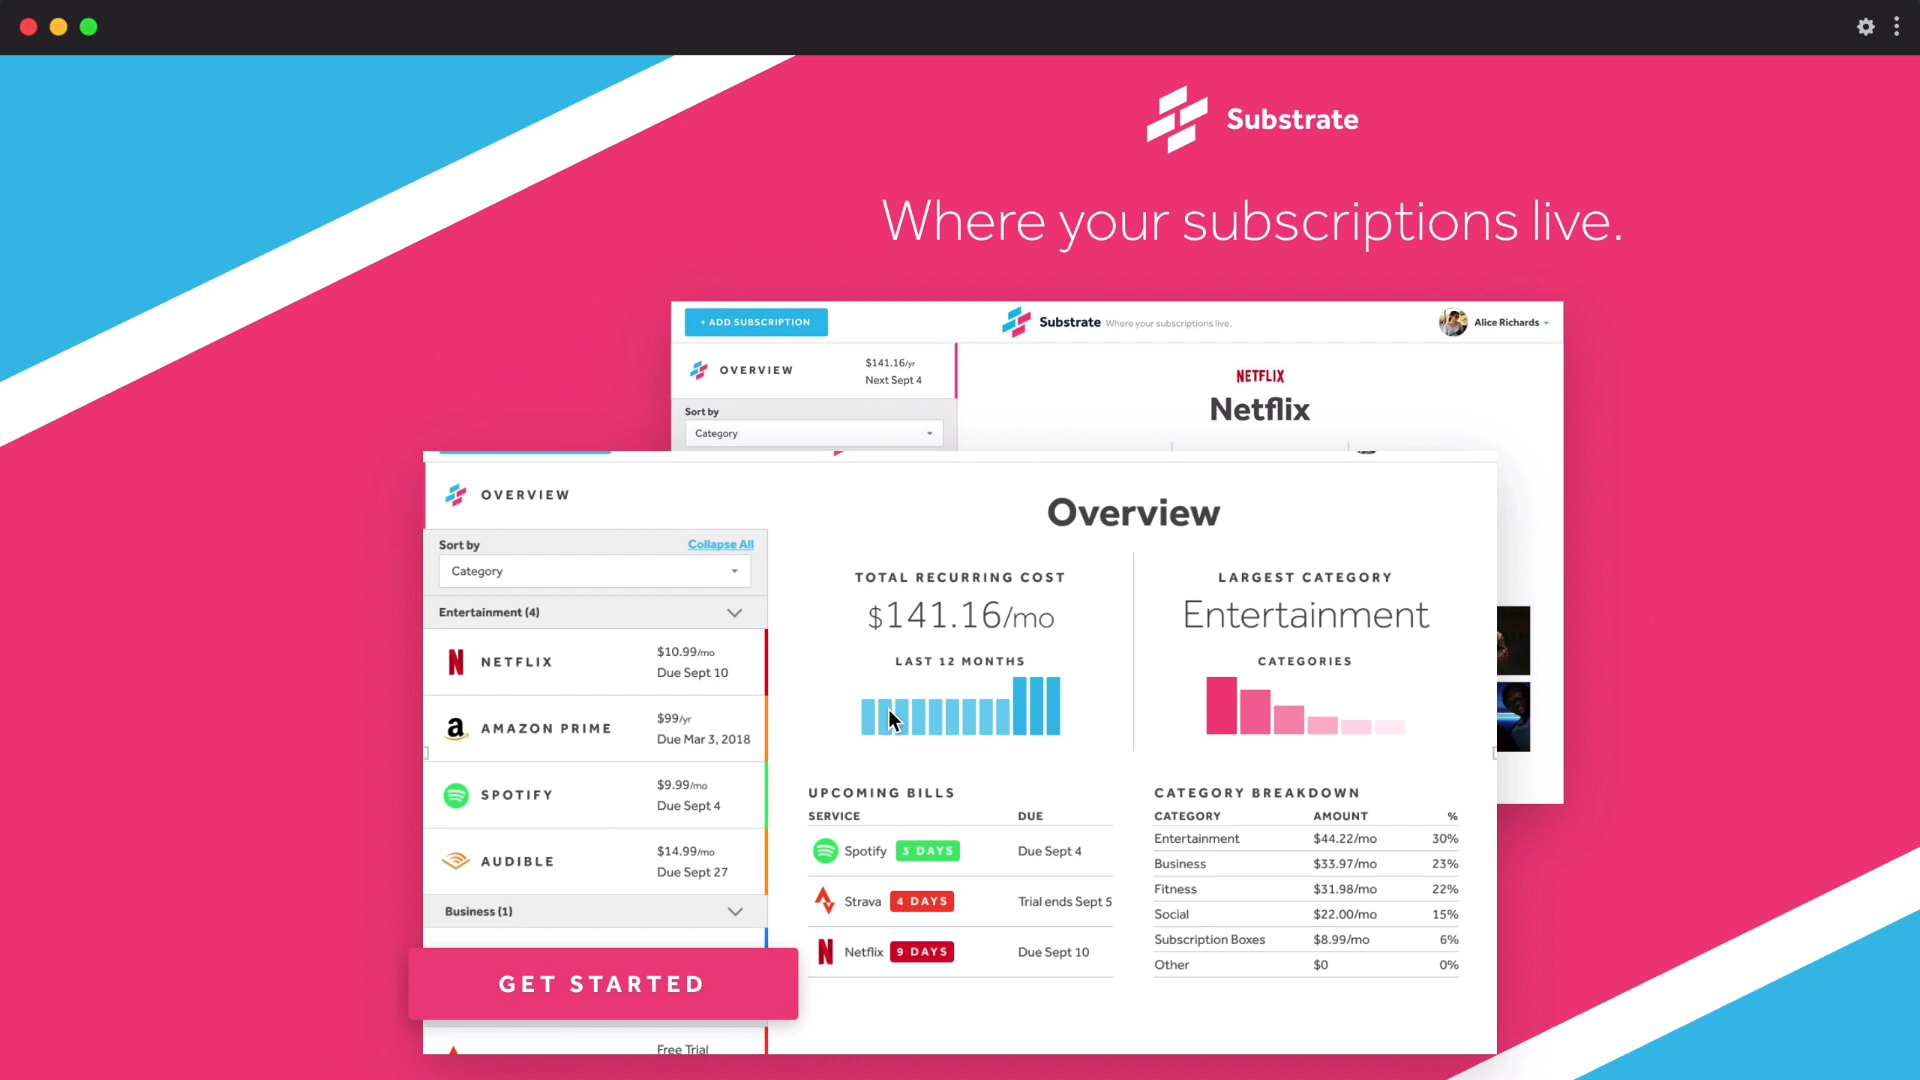 Substrate
Where your subscriptions live.
+ ADD SUBSCRIPTION
Substrate Where your subscriptions live.
Alice Richards
OVERVIEW
$141.16/yr
Next Sept 4
Sort by
Category
NETFLIX
Netflix
OVERVIEW
Sort by
Collapse All
Category
Entertainment (4)
NETFLIX
$10.99/mo
Due Sept 10
AMAZON PRIME
$99/yr
Due Mar 3, 2018
SPOTIFY
$9.99/mo
Due Sept 4
AUDIBLE
$14.99/mo
Due Sept 27
Business (1)
GET STARTED
Free Trial
Overview
TOTAL RECURRING COST
$141.16/mo
LAST 12 MONTHS
LARGEST CATEGORY
Entertainment
CATEGORIES
UPCOMING BILLS
SERVICE DUE
Spotify 3 DAYS Due Sept 4
Strava 4 DAYS Trial ends Sept 5
Netflix 9 DAYS Due Sept 10
CATEGORY BREAKDOWN
CATEGORY AMOUNT %
Entertainment $44.22/mo 30%
Business $33.97/mo 23%
Fitness $31.98/mo 22%
Social $22.00/mo 15%
Subscription Boxes $8.99/mo 6%
Other $0 0%